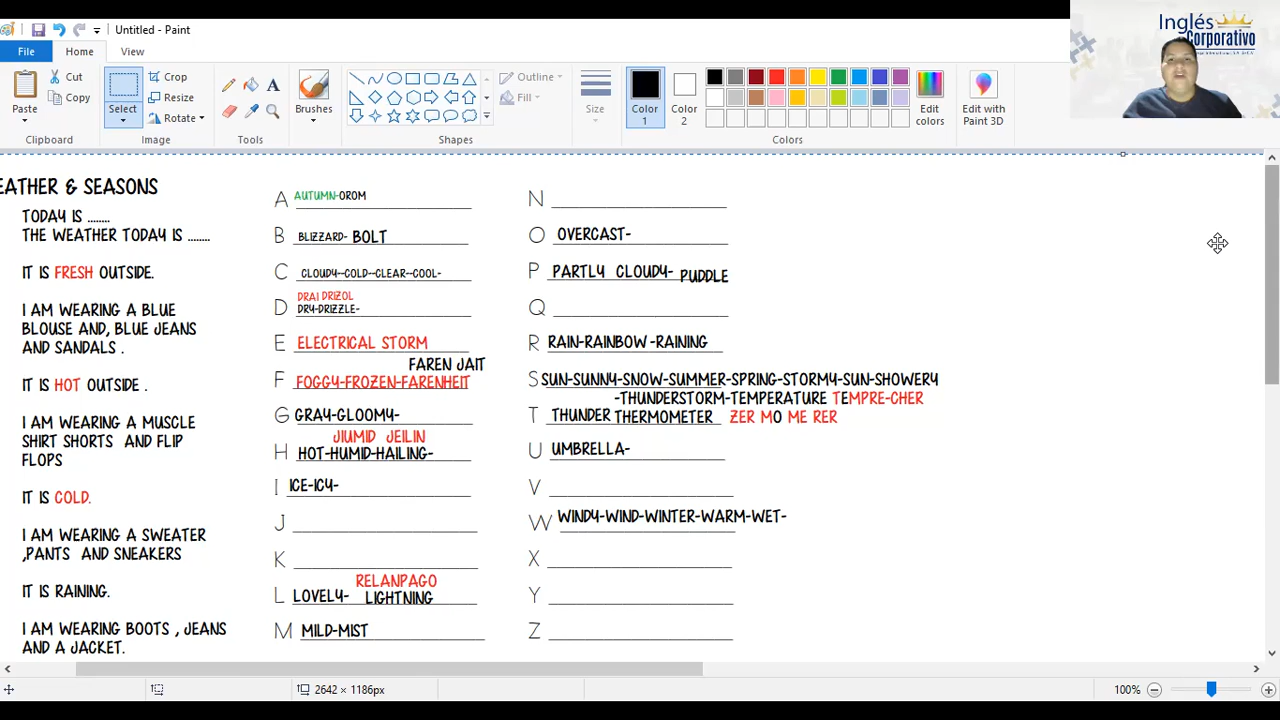 Untitled - Paint
File Home View
Paste
Cut
Copy
Clipboard
Select
Crop
Resize
Rotate
Image
Tools
Brushes
Outline
Fill
Shapes
Size
Color 1
Color 2
Edit colors
Edit with Paint 3D
Colors
Inglés
Corporativo
EATHER & SEASONS
TODAY IS ........
THE WEATHER TODAY IS ........
IT IS FRESH OUTSIDE.
I AM WEARING A BLUE
BLOUSE AND, BLUE JEANS
AND SANDALS .
IT IS HOT OUTSIDE .
I AM WEARING A MUSCLE
SHIRT SHORTS AND FLIP
FLOPS
IT IS COLD.
I AM WEARING A SWEATER
,PANTS AND SNEAKERS
IT IS RAINING.
I AM WEARING BOOTS , JEANS
AND A JACKET.
A AUTUMN-OROM
B BLIZZARD- BOLT
C CLOUDY--COLD--CLEAR--COOL-
DRAI DRIZOL
D DRY-DRIZZLE-
E ELECTRICAL STORM
FAREN JAIT
F FOGGY-FROZEN-FARENHEIT
G GRAY-GLOOMY-
JIUMID JEILIN
H HOT-HUMID-HAILING-
I ICE-ICY-
J
K
RELANPAGO
L LOVELY- LIGHTNING
M MILD-MIST
N
O OVERCAST-
P PARTLY CLOUDY- PUDDLE
Q
R RAIN-RAINBOW -RAINING
S SUN-SUNNY-SNOW-SUMMER-SPRING-STORMY-SUN-SHOWERY
-THUNDERSTORM-TEMPERATURE TEMPRE-CHER
T THUNDER THERMOMETER ZER MO ME RER
U UMBRELLA-
V
W WINDY-WIND-WINTER-WARM-WET-
X
Y
Z
2642 × 1186px
100%